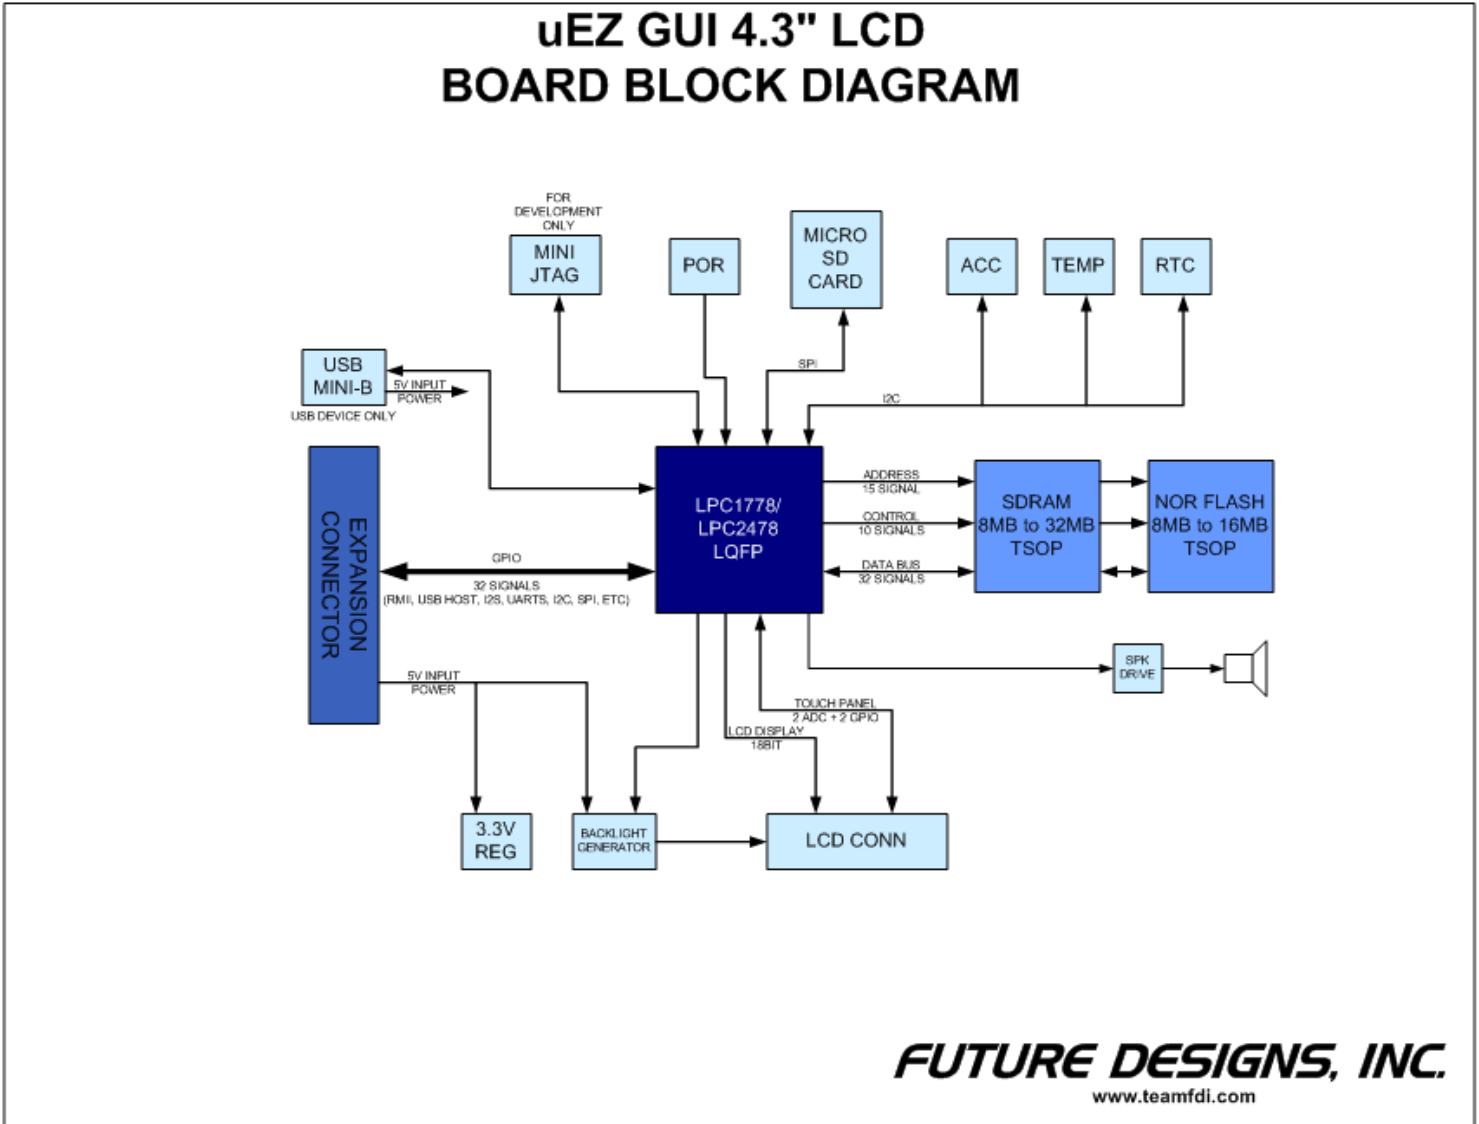 uEZ GUI 4.3" LCD
BOARD BLOCK DIAGRAM
FOR
DEVELOPMENT
ONLY
MINI
JTAG
POR
MICRO
SD
CARD
ACC
TEMP
RTC
SPI
I2C
USB
MINI-B
5V INPUT
POWER
USB DEVICE ONLY
EXPANSION
CONNECTOR
GPIO
32 SIGNALS
(RMII, USB HOST, I2S, UARTS, I2C, SPI, ETC)
LPC1778/
LPC2478
LQFP
ADDRESS
15 SIGNAL
CONTROL
10 SIGNALS
DATA BUS
32 SIGNALS
SDRAM
8MB to 32MB
TSOP
NOR FLASH
8MB to 16MB
TSOP
5V INPUT
POWER
SPK
DRIVE
TOUCH PANEL
2 ADC + 2 GPIO
LCD DISPLAY
18BIT
3.3V
REG
BACKLIGHT
GENERATOR
LCD CONN
FUTURE DESIGNS, INC.
www.teamfdi.com